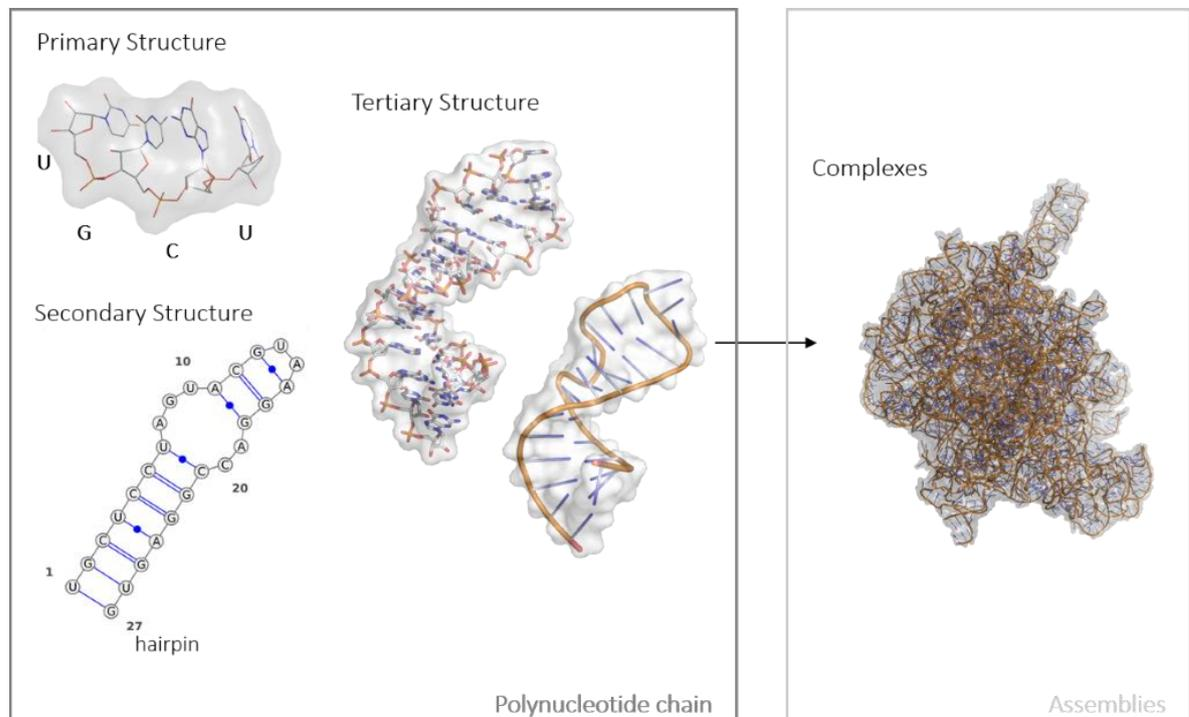 Primary Structure
U
G
C
U
Tertiary Structure
Complexes
Secondary Structure
10
1
U G C U C C U A G U A C G U A A G G A C C G G A G U G
20
27
hairpin
Polynucleotide chain
Assemblies